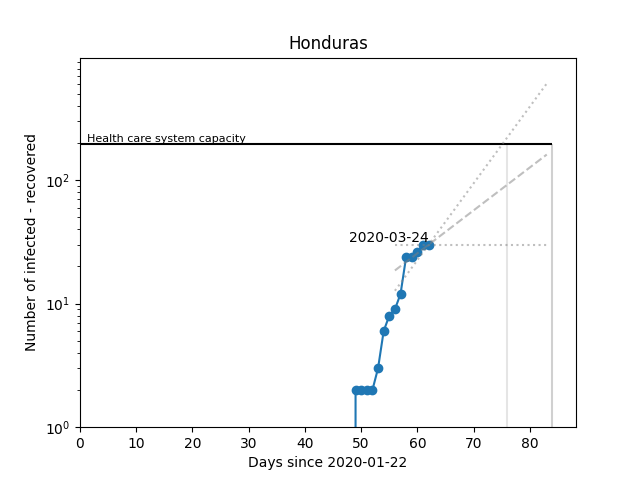 Honduras
Number of infected - recovered
10²
10¹
10⁰
Health care system capacity
2020-03-24
0 10 20 30 40 50 60 70 80
Days since 2020-01-22